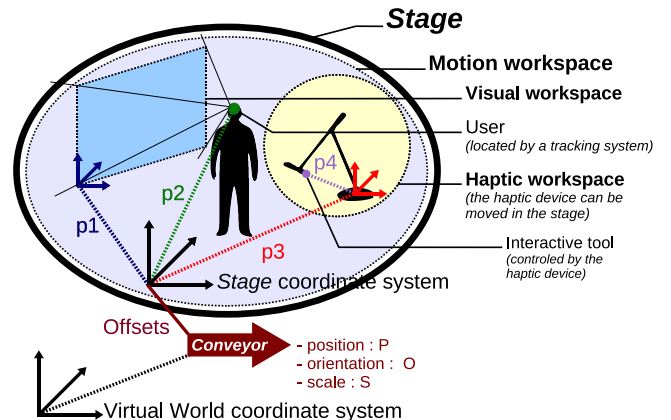 Stage
Motion workspace
Visual workspace
User
(located by a tracking system)
p4
p2
Haptic workspace
(the haptic device can be
moved in the stage)
p1
p3
Interactive tool
(controled by the
haptic device)
Stage coordinate system
Offsets
Conveyor
- position : P
- orientation : O
- scale : S
Virtual World coordinate system